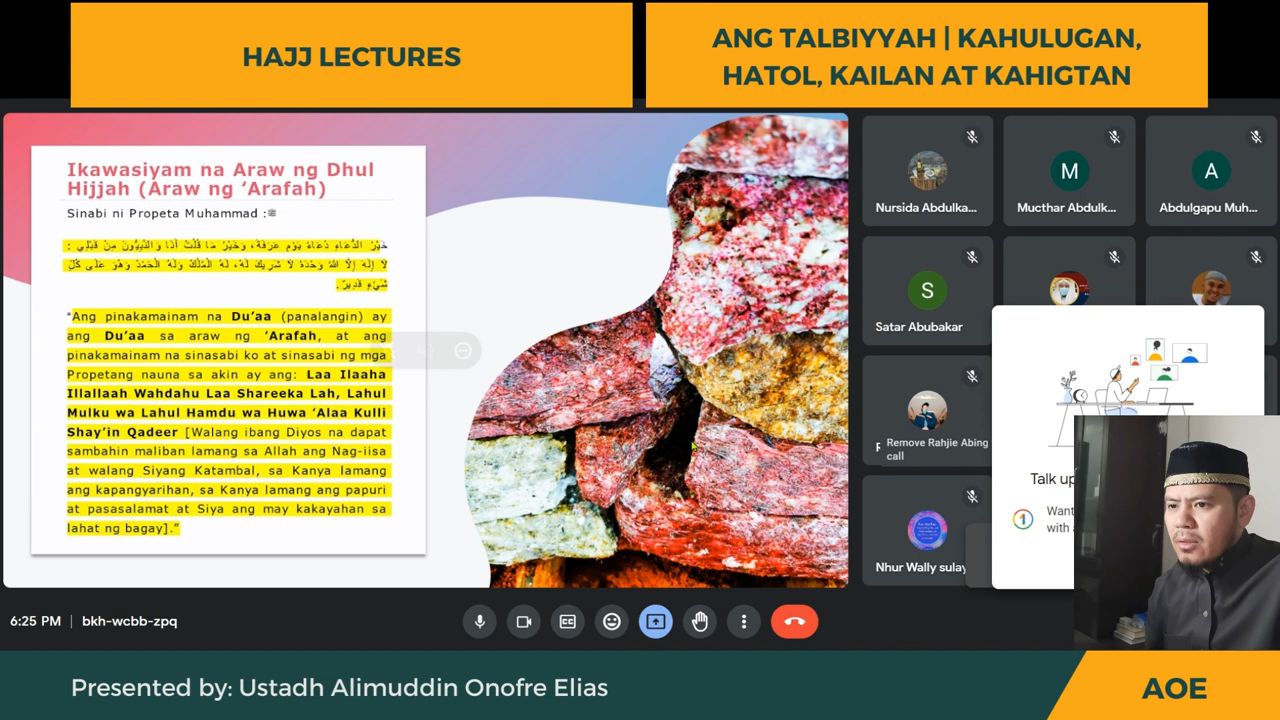 HAJJ LECTURES
ANG TALBIYYAH | KAHULUGAN,
HATOL, KAILAN AT KAHIGTAN
Ikawasiyam na Araw ng Dhul
Hijjah (Araw ng ‘Arafah)
Sinabi ni Propeta Muhammad :ﷺ
خَيْرُ الدُّعَاءِ دُعَاءُ يَوْمِ عَرَفَةَ، وَخَيْرُ مَا قُلْتُ أَنَا وَالنَّبِيُّونَ مِنْ قَبْلِي :
لَا إِلَهَ إِلَّا اللهُ وَحْدَهُ لَا شَرِيكَ لَهُ، لَهُ الْمُلْكُ وَلَهُ الْحَمْدُ وَهُوَ عَلَى كُلِّ
شَيْءٍ قَدِيرٌ .
“Ang pinakamainam na Du’aa (panalangin) ay
ang Du’aa sa araw ng ‘Arafah, at ang
pinakamainam na sinasabi ko at sinasabi ng mga
Propetang nauna sa akin ay ang: Laa Ilaaha
Illallaah Wahdahu Laa Shareeka Lah, Lahul
Mulku wa Lahul Hamdu wa Huwa ‘Alaa Kulli
Shay’in Qadeer [Walang ibang Diyos na dapat
sambahin maliban lamang sa Allah ang Nag-iisa
at walang Siyang Katambal, sa Kanya lamang
ang kapangyarihan, sa Kanya lamang ang papuri
at pasasalamat at Siya ang may kakayahan sa
lahat ng bagay].”
Nursida Abdulka...
M
Mucthar Abdulk...
A
Abdulgapu Muh...
S
Satar Abubakar
Remove Rahjie Abing
call
Nhur Wally sulay
Talk up
1
Want
with
6:25 PM | bkh-wcbb-zpq
Presented by: Ustadh Alimuddin Onofre Elias
AOE